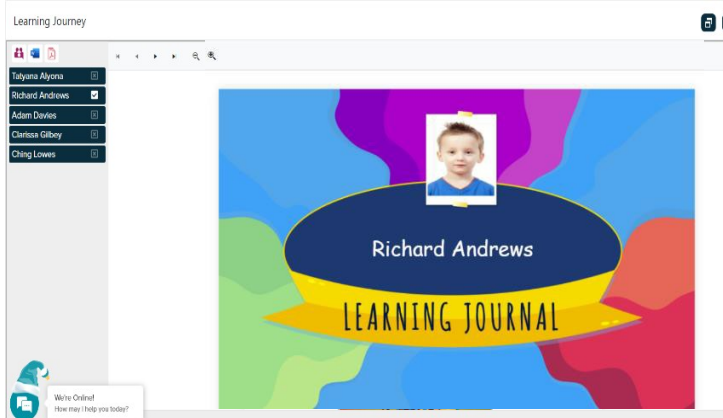 Learning Journey
Tatyana Alyona
Richard Andrews
Adam Davies
Clarissa Gilbey
Ching Lowes
Richard Andrews
LEARNING JOURNAL
We're Online!
How may I help you today?